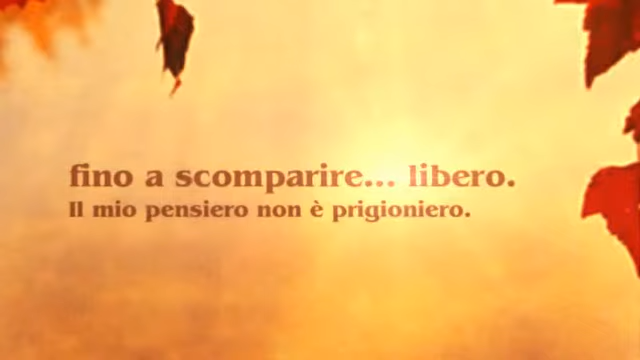 fino a scomparire... libero.
Il mio pensiero non è prigioniero.